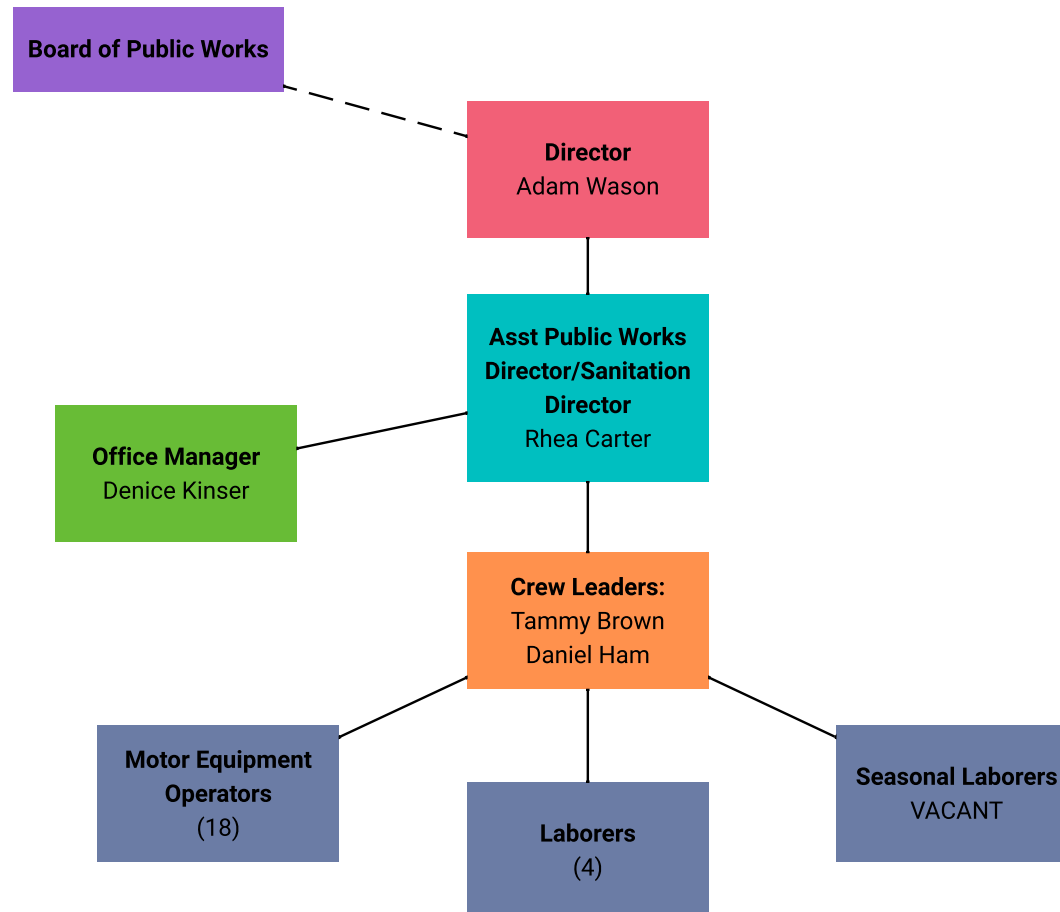 Board of Public Works
Director
Adam Wason
Asst Public Works
Director/Sanitation
Director
Rhea Carter
Office Manager
Denice Kinser
Crew Leaders:
Tammy Brown
Daniel Ham
Motor Equipment
Operators
(18)
Laborers
(4)
Seasonal Laborers
VACANT